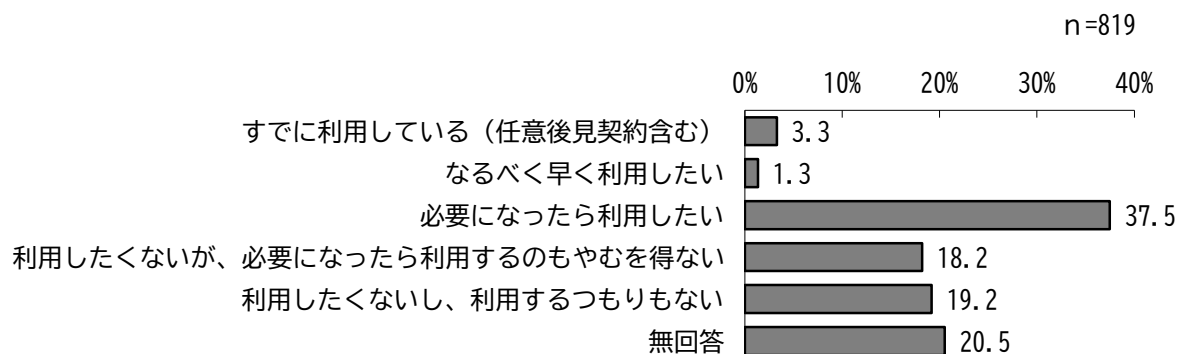 n=819
0% 10% 20% 30% 40%
すでに利用している（任意後見契約含む） 3.3
なるべく早く利用したい 1.3
必要になったら利用したい 37.5
利用したくないが、必要になったら利用するのもやむを得ない 18.2
利用したくないし、利用するつもりもない 19.2
無回答 20.5